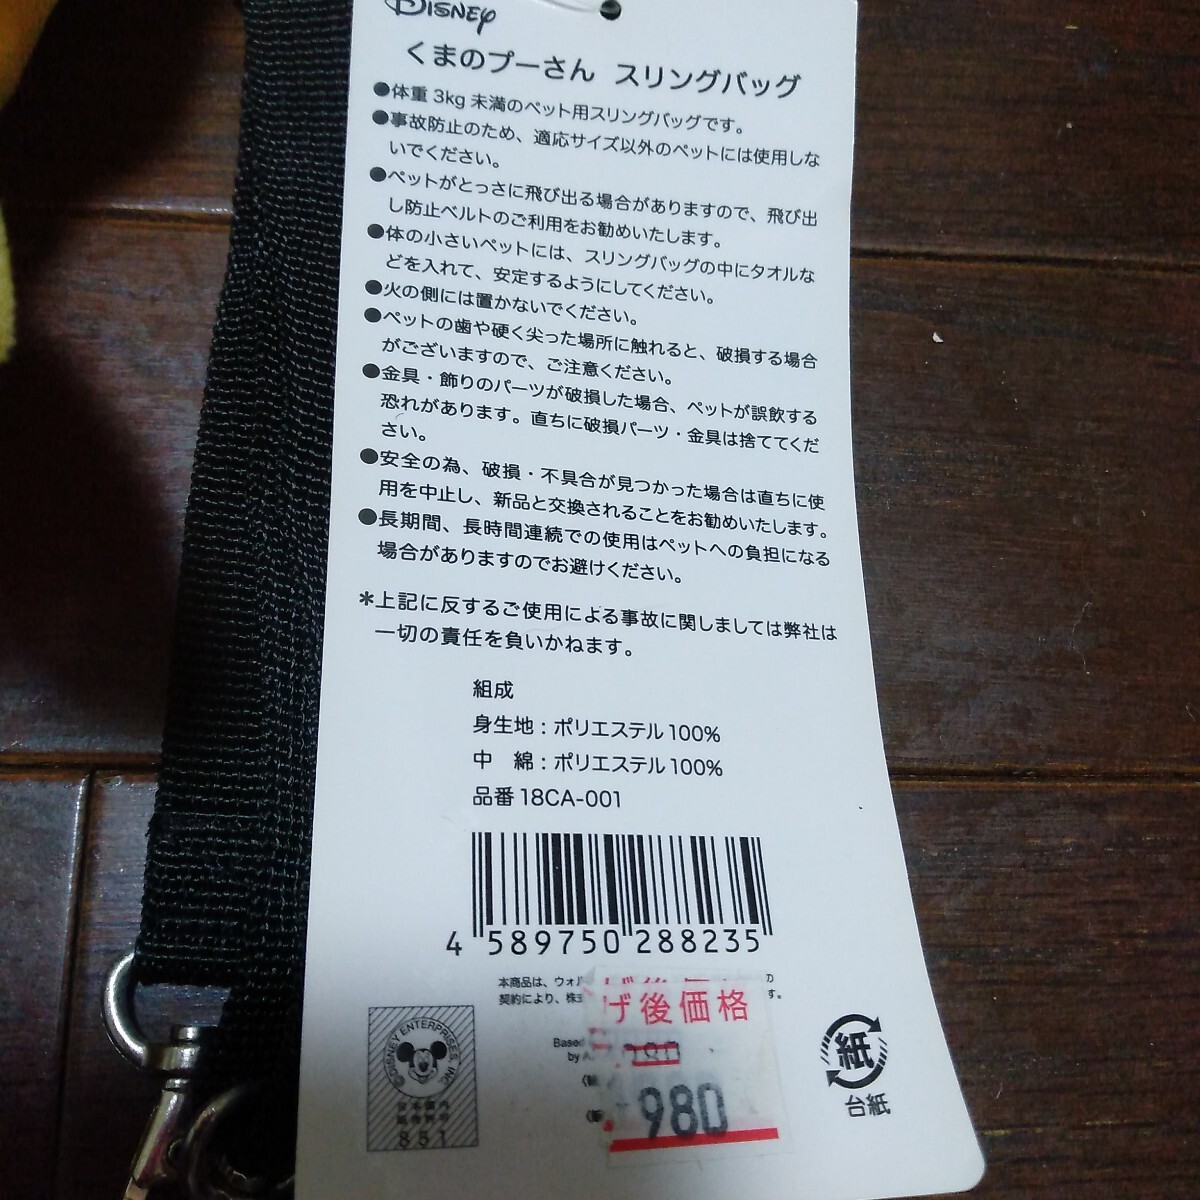 DISNEY
くまのプーさん スリングバッグ
●体重 3kg 未満のペット用スリングバッグです。
●事故防止のため、適応サイズ以外のペットには使用しな
いでください。
●ペットがとっさに飛び出る場合がありますので、飛び出
し防止ベルトのご利用をお勧めいたします。
●体の小さいペットには、スリングバッグの中にタオルな
どを入れて、安定するようにしてください。
●火の側には置かないでください。
●ペットの歯や硬く尖った場所に触れると、破損する場合
がございますので、ご注意ください。
●金具・飾りのパーツが破損した場合、ペットが誤飲する
恐れがあります。直ちに破損パーツ・金具は捨ててくだ
さい。
●安全の為、破損・不具合が見つかった場合は直ちに使
用を中止し、新品と交換されることをお勧めいたします。
●長期間、長時間連続での使用はペットへの負担になる
場合がありますのでお避けください。
*上記に反するご使用による事故に関しましては弊社は
一切の責任を負いかねます。
組成
身生地：ポリエステル 100%
中　綿：ポリエステル 100%
品番 18CA-001
4 589750 288235
本商品は、ウォル
契約により、株式
の
す。
げ後価格
980
Based
by A.
©DISNEY ENTERPRISES, INC.
日本国内
販売許可
851
紙
台紙